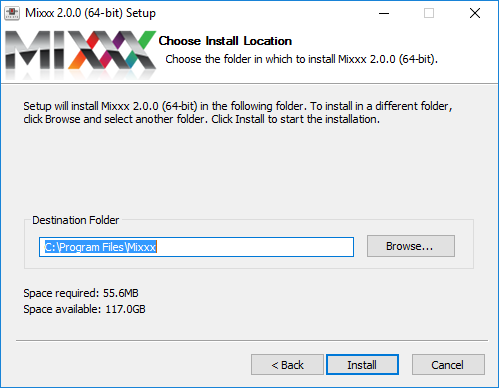 Mixxx 2.0.0 (64-bit) Setup
MIXXX
Choose Install Location
Choose the folder in which to install Mixxx 2.0.0 (64-bit).
Setup will install Mixxx 2.0.0 (64-bit) in the following folder. To install in a different folder,
click Browse and select another folder. Click Install to start the installation.
Destination Folder
C:\Program Files\Mixxx
Browse...
Space required: 55.6MB
Space available: 117.0GB
< Back
Install
Cancel